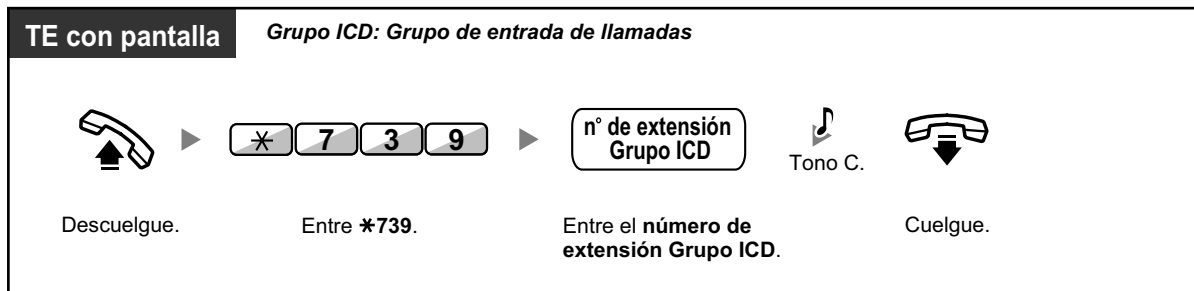 TE con pantalla
Grupo ICD: Grupo de entrada de llamadas
* 7 3 9
n° de extensión
Grupo ICD
Tono C.
Descuelgue.
Entre *739.
Entre el número de
extensión Grupo ICD.
Cuelgue.